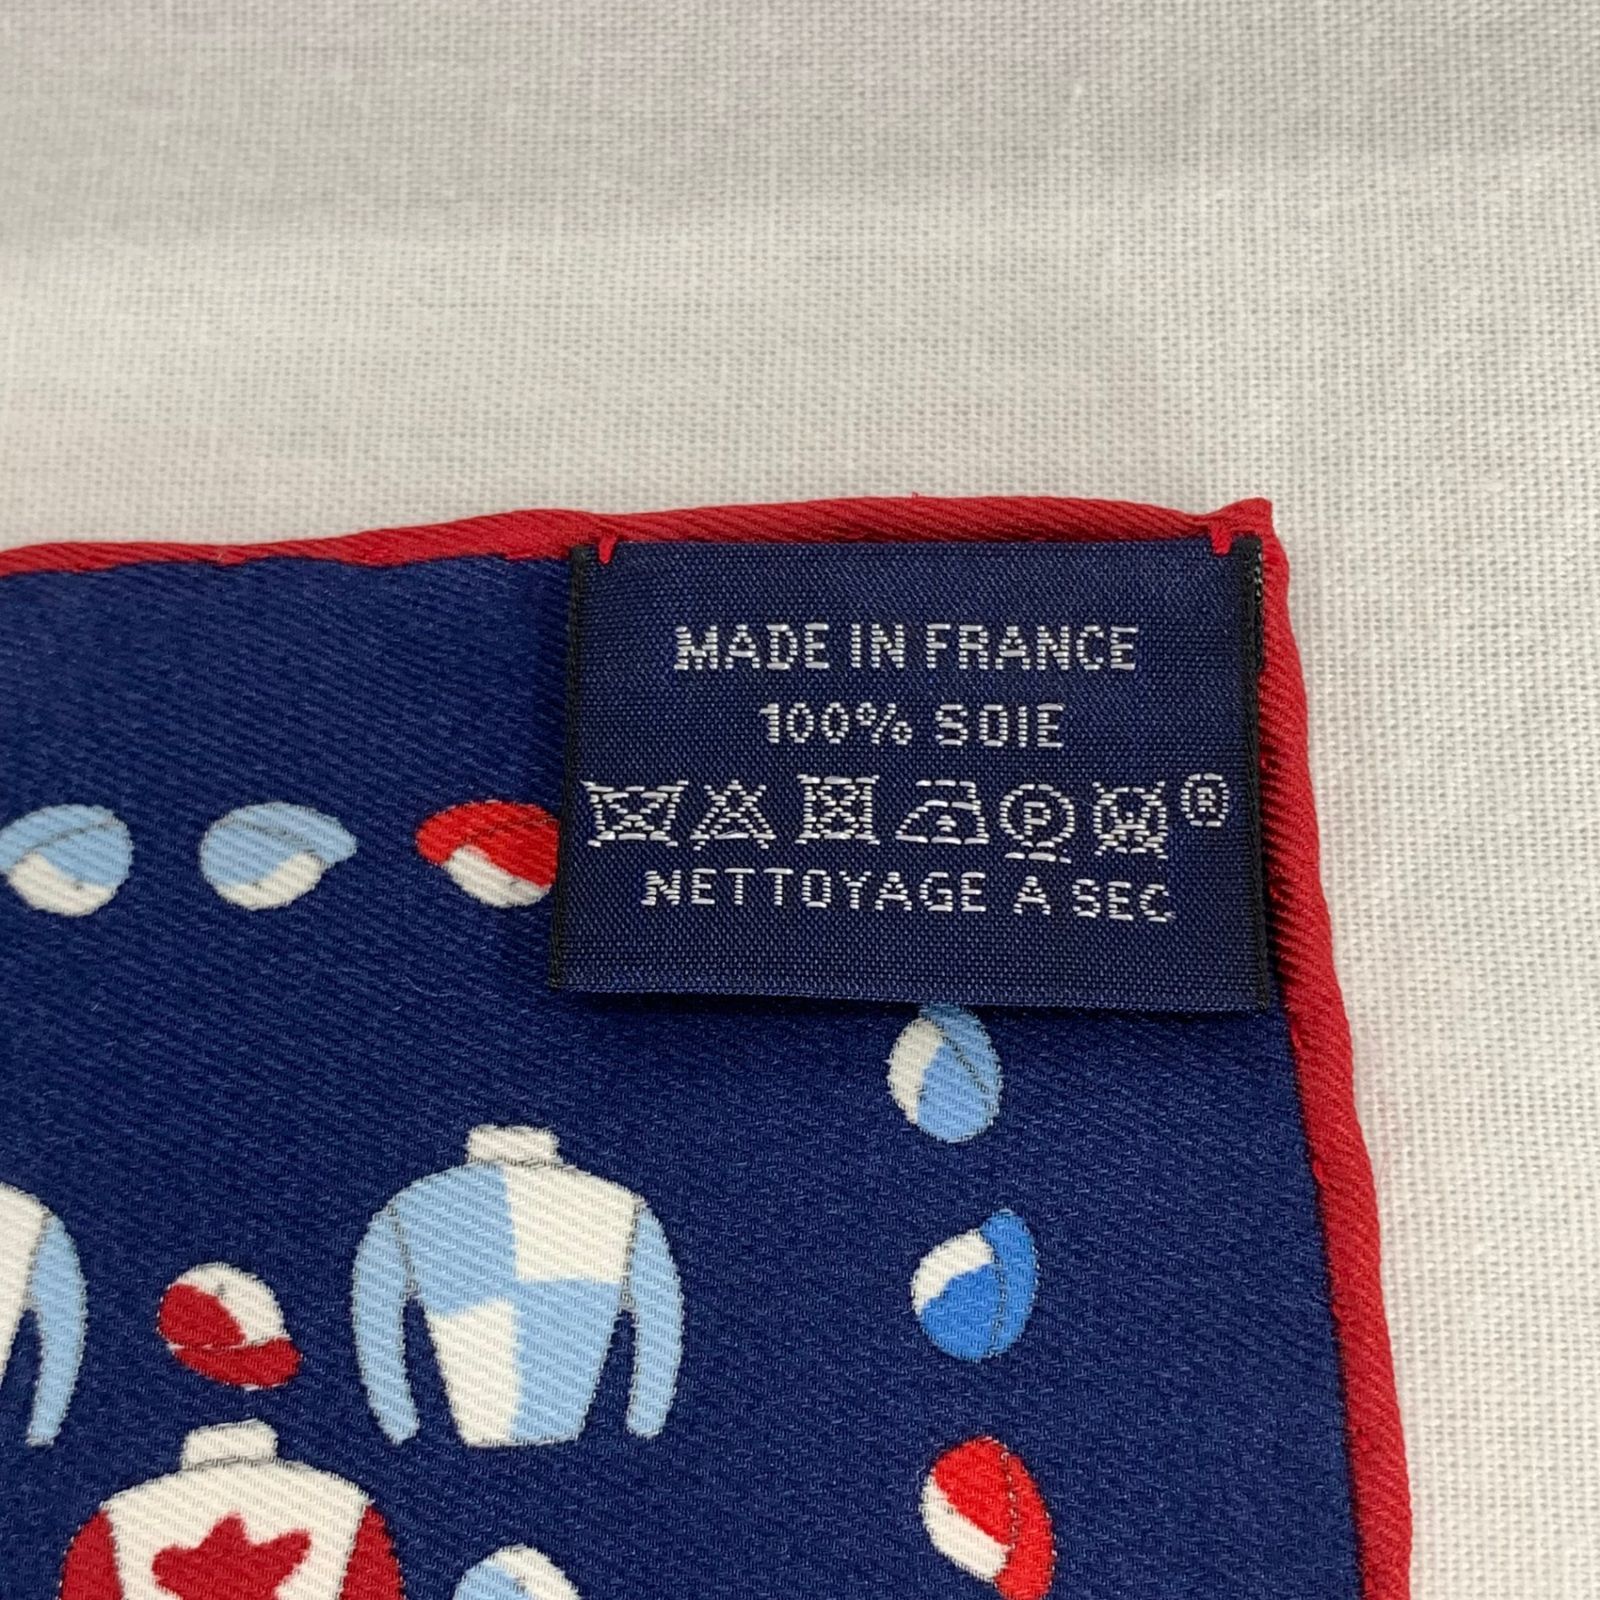 MADE IN FRANCE
100% SOIE
P ®
NETTOYAGE A SEC